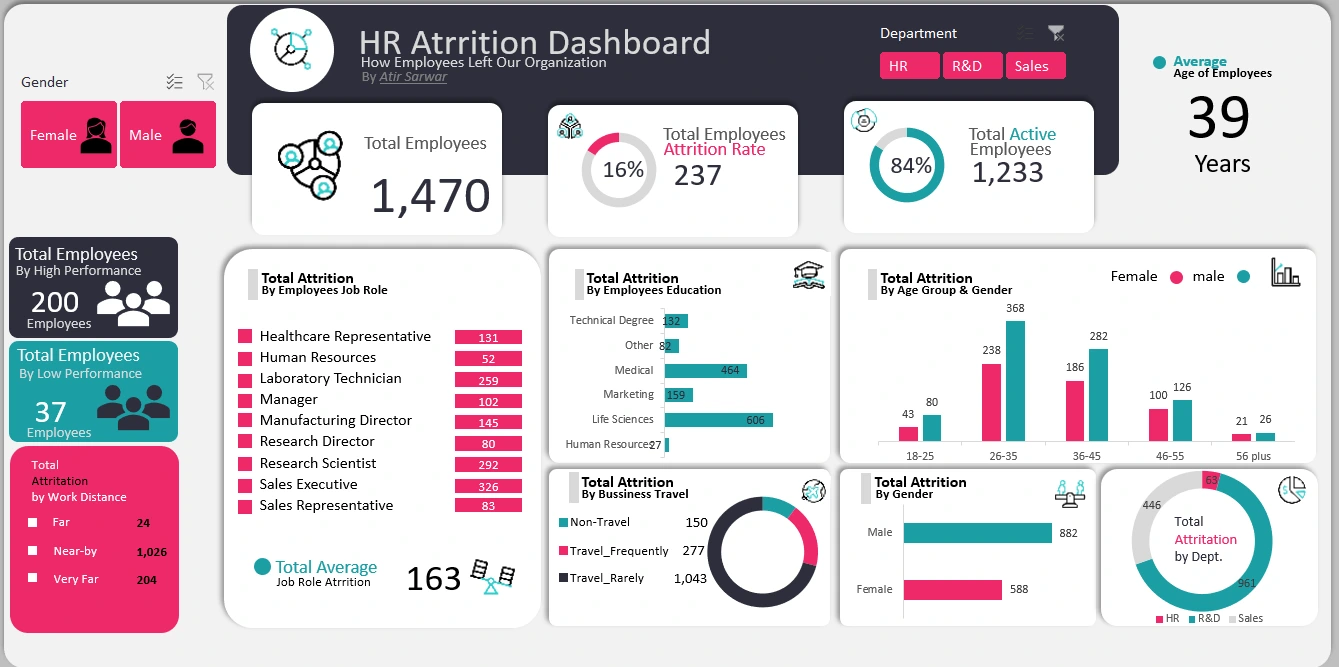 HR Atrrition Dashboard
How Employees Left Our Organization
By Atir Sarwar
Department
HR
R&D
Sales
Average
Age of Employees
39
Years
Gender
Female
Male
Total Employees
1,470
16%
Total Employees
Attrition Rate
237
84%
Total Active
Employees
1,233
Total Employees
By High Performance
200
Employees
Total Employees
By Low Performance
37
Employees
Total
Attritation
by Work Distance
Far 24
Near-by 1,026
Very Far 204
Total Attrition
By Employees Job Role
Healthcare Representative 131
Human Resources 52
Laboratory Technician 259
Manager 102
Manufacturing Director 145
Research Director 80
Research Scientist 292
Sales Executive 326
Sales Representative 83
Total Average
Job Role Atrrition
163
Total Attrition
By Employees Education
Technical Degree 132
Other 82
Medical 464
Marketing 159
Life Sciences 606
Human Resources 27
Total Attrition
By Age Group & Gender
Female
male
43 80
238 368
186 282
100 126
21 26
18-25 26-35 36-45 46-55 56 plus
Total Attrition
By Bussiness Travel
Non-Travel 150
Travel_Frequently 277
Travel_Rarely 1,043
Total Attrition
By Gender
Male 882
Female 588
63
446
961
Total
Attritation
by Dept.
HR R&D Sales